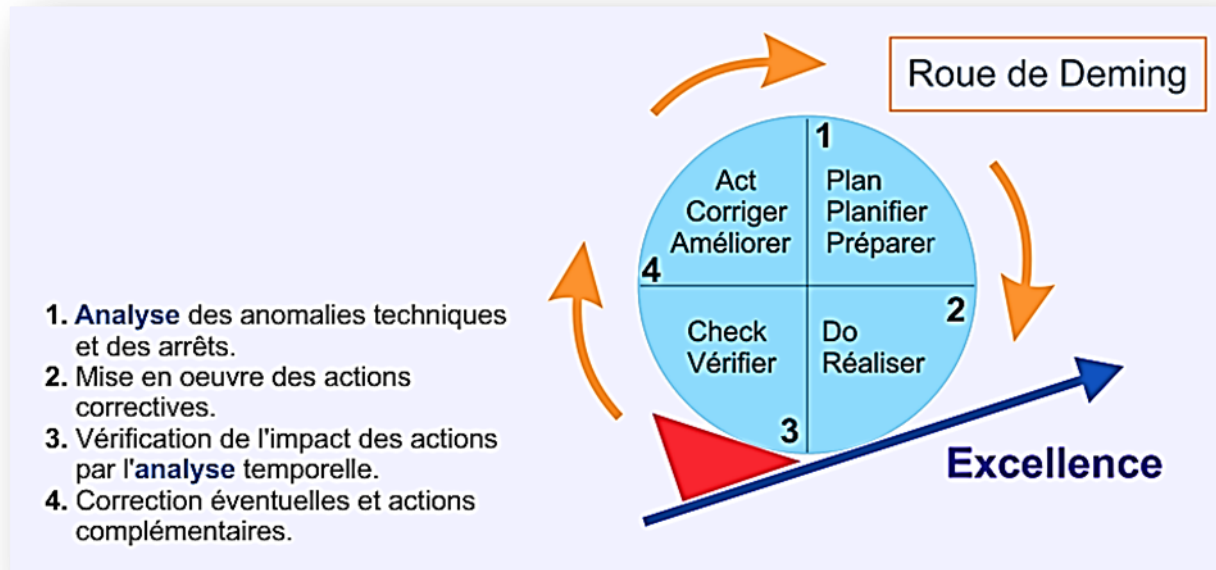 Roue de Deming
1
Act
Corriger
Améliorer
4
Plan
Planifier
Préparer
2
Check
Vérifier
3
Do
Réaliser
Excellence
1. Analyse des anomalies techniques
et des arrêts.
2. Mise en oeuvre des actions
correctives.
3. Vérification de l'impact des actions
par l'analyse temporelle.
4. Correction éventuelles et actions
complémentaires.